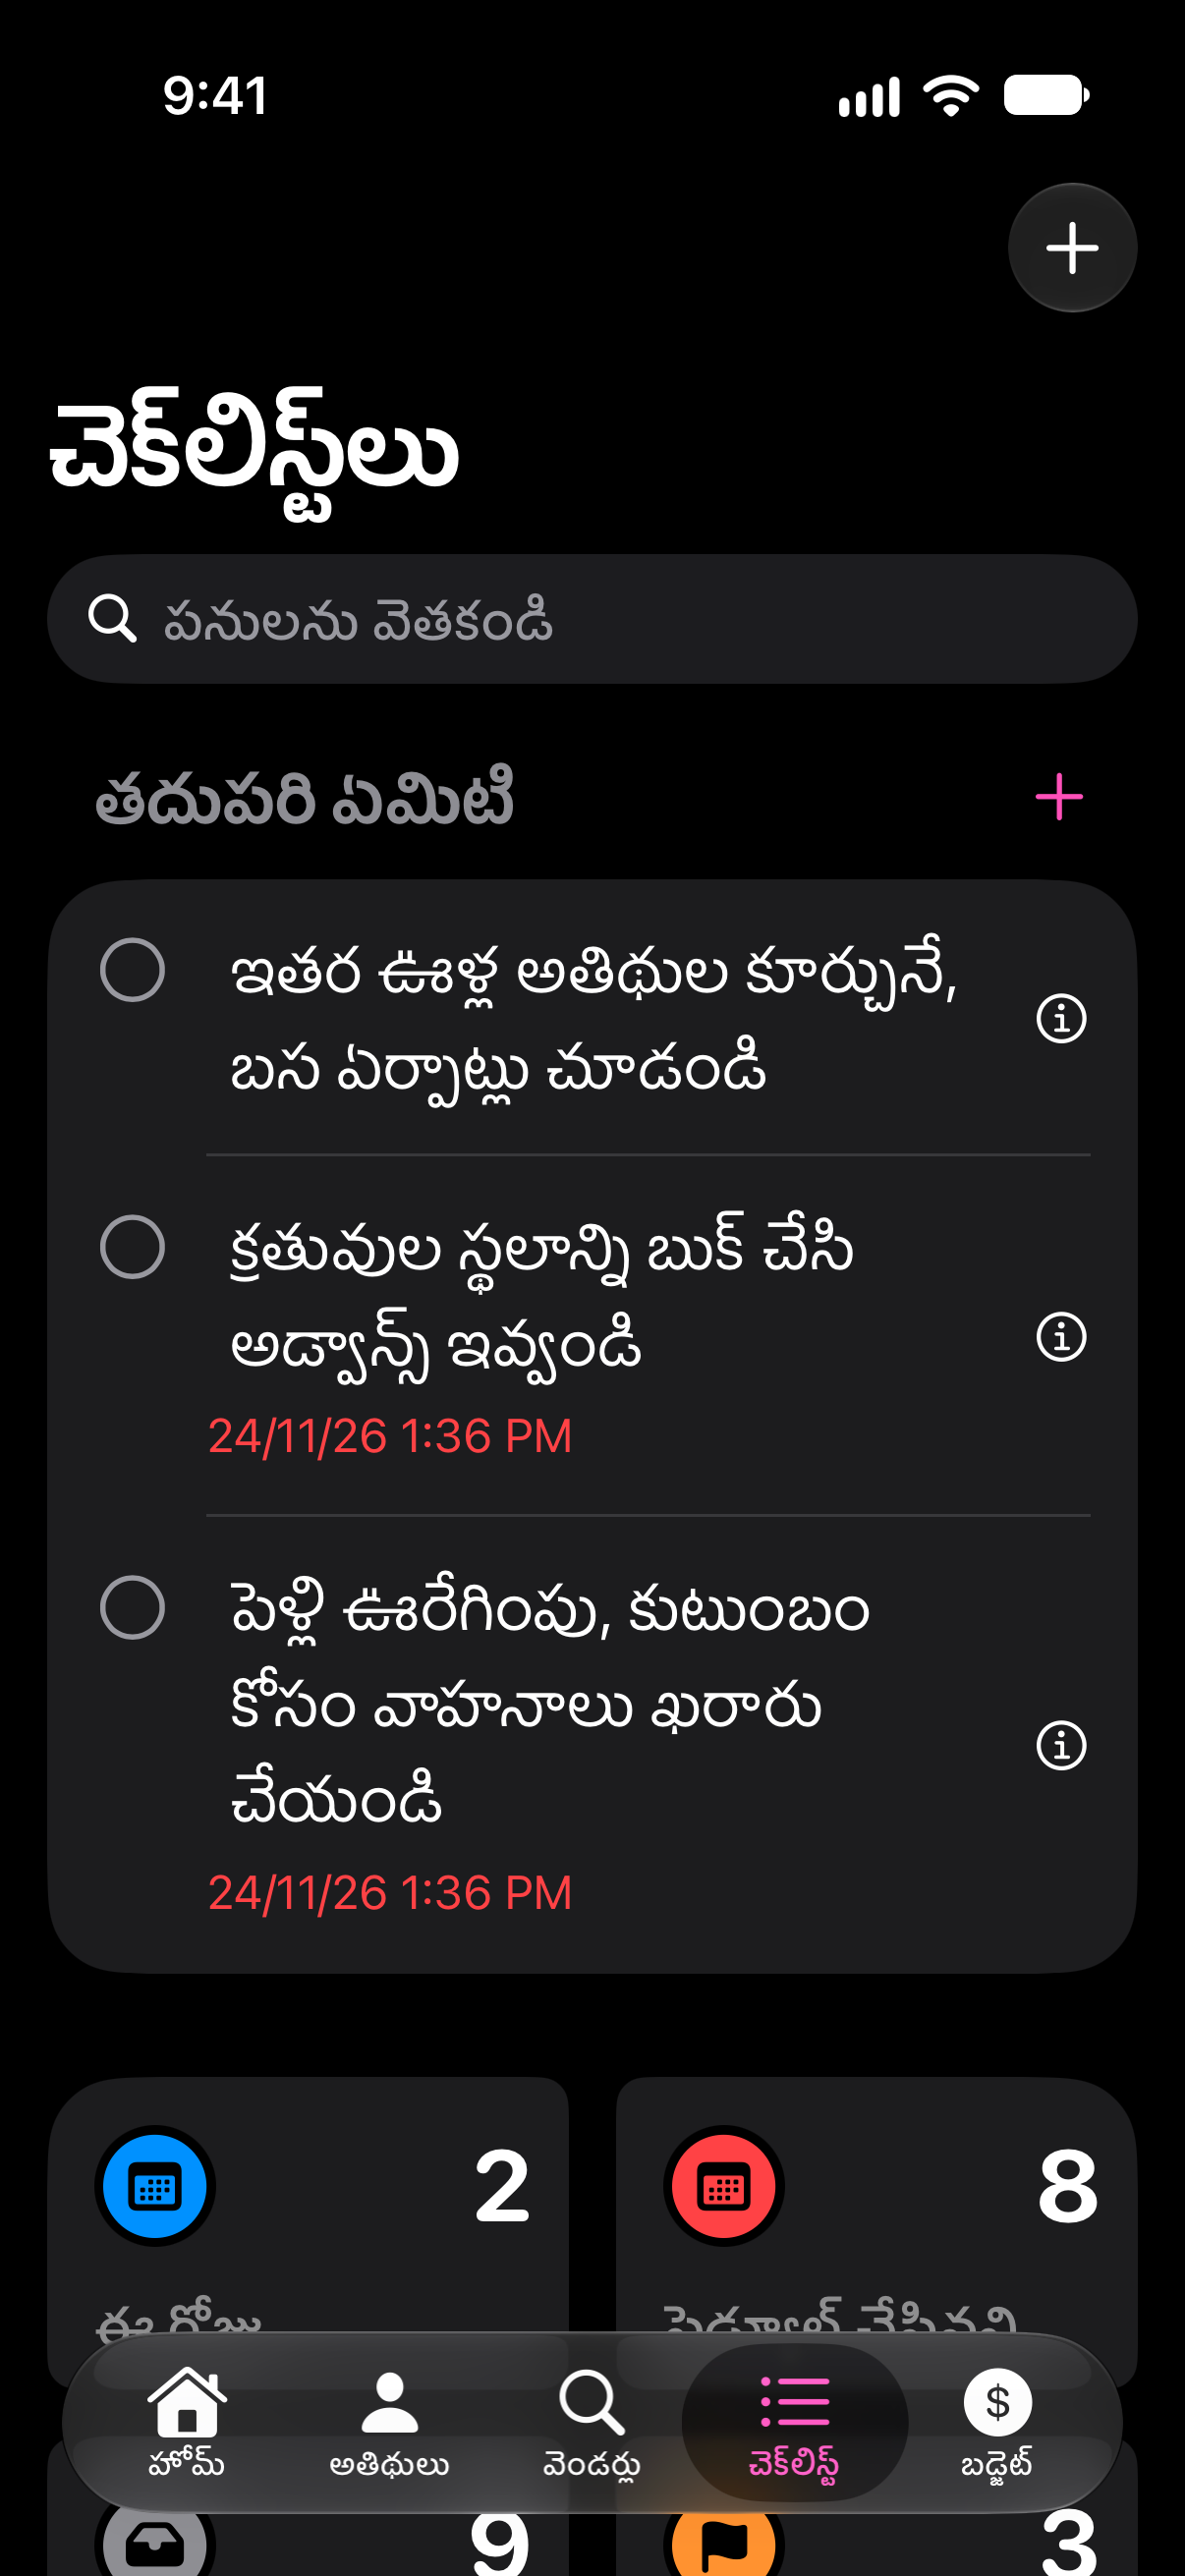 9:41
చెక్‌లిస్ట్‌లు
పనులను వెతకండి
తదుపరి ఏమిటి
ఇతర ఊళ్ల అతిథుల కూర్చునే,
బస ఏర్పాట్లు చూడండి
క్రతువుల స్థలాన్ని బుక్ చేసి
అడ్వాన్స్ ఇవ్వండి
24/11/26 1:36 PM
పెళ్లి ఊరేగింపు, కుటుంబం
కోసం వాహనాలు ఖరారు
చేయండి
24/11/26 1:36 PM
2
8
ఈ రోజు
షెడ్యూల్ చేసినవి
హోమ్
అతిథులు
వెండర్లు
చెక్‌లిస్ట్
బడ్జెట్
9
3